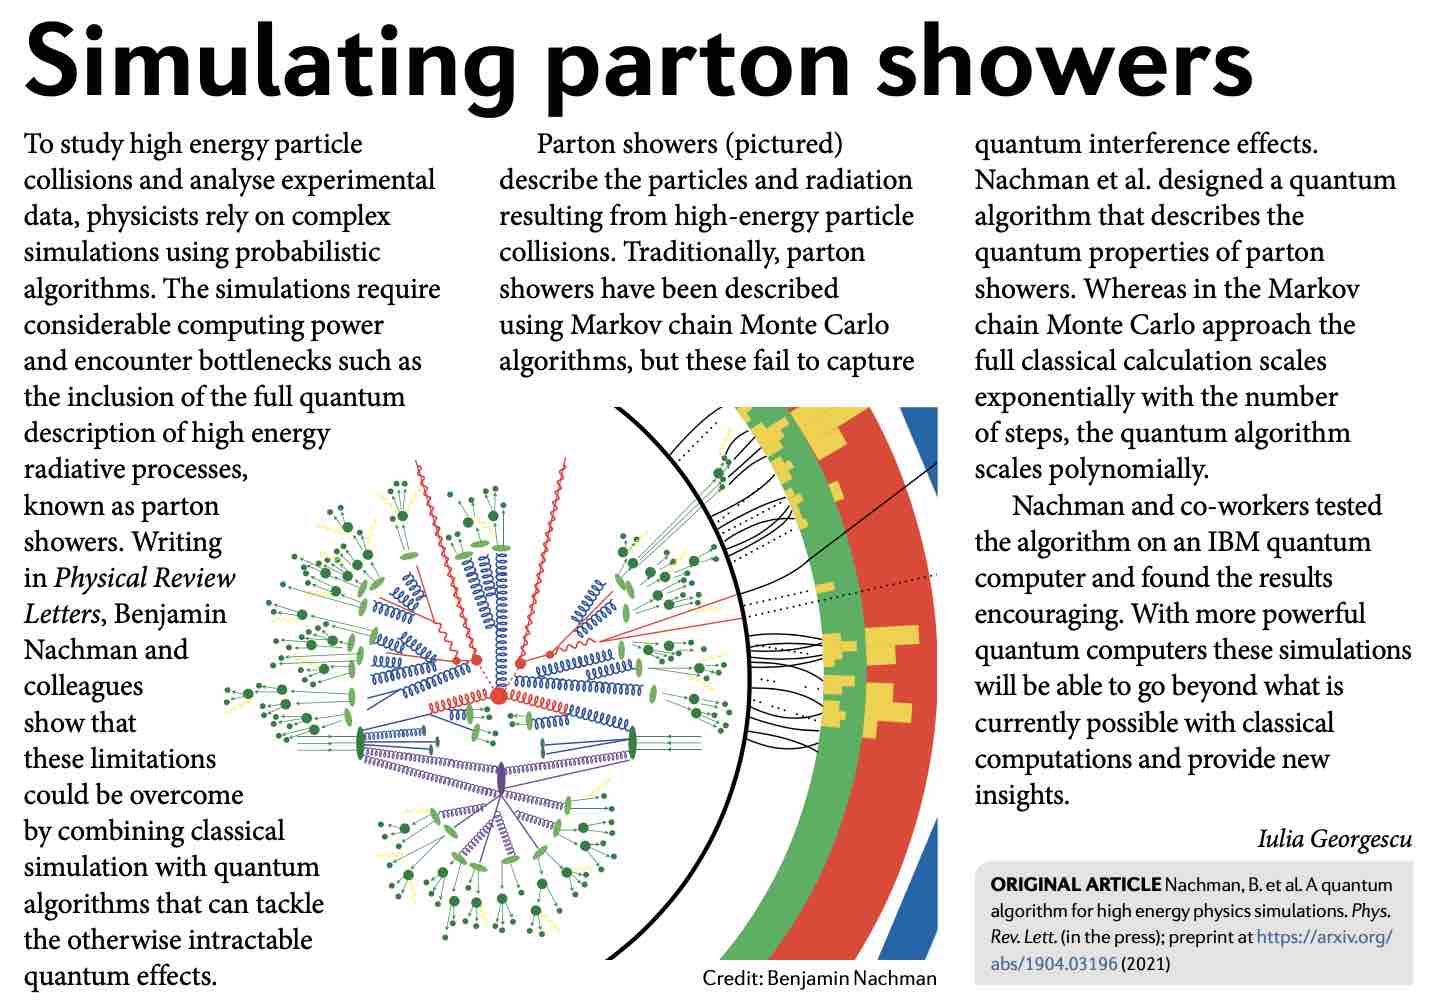 Simulating parton showers
To study high energy particle
collisions and analyse experimental
data, physicists rely on complex
simulations using probabilistic
algorithms. The simulations require
considerable computing power
and encounter bottlenecks such as
the inclusion of the full quantum
description of high energy
radiative processes,
known as parton
showers. Writing
in Physical Review
Letters, Benjamin
Nachman and
colleagues
show that
these limitations
could be overcome
by combining classical
simulation with quantum
algorithms that can tackle
the otherwise intractable
quantum effects.
Parton showers (pictured)
describe the particles and radiation
resulting from high-energy particle
collisions. Traditionally, parton
showers have been described
using Markov chain Monte Carlo
algorithms, but these fail to capture
quantum interference effects.
Nachman et al. designed a quantum
algorithm that describes the
quantum properties of parton
showers. Whereas in the Markov
chain Monte Carlo approach the
full classical calculation scales
exponentially with the number
of steps, the quantum algorithm
scales polynomially.
Nachman and co-workers tested
the algorithm on an IBM quantum
computer and found the results
encouraging. With more powerful
quantum computers these simulations
will be able to go beyond what is
currently possible with classical
computations and provide new
insights.
Iulia Georgescu
ORIGINAL ARTICLE Nachman, B. et al. A quantum
algorithm for high energy physics simulations. Phys.
Rev. Lett. (in the press); preprint at https://arxiv.org/
abs/1904.03196 (2021)
Credit: Benjamin Nachman